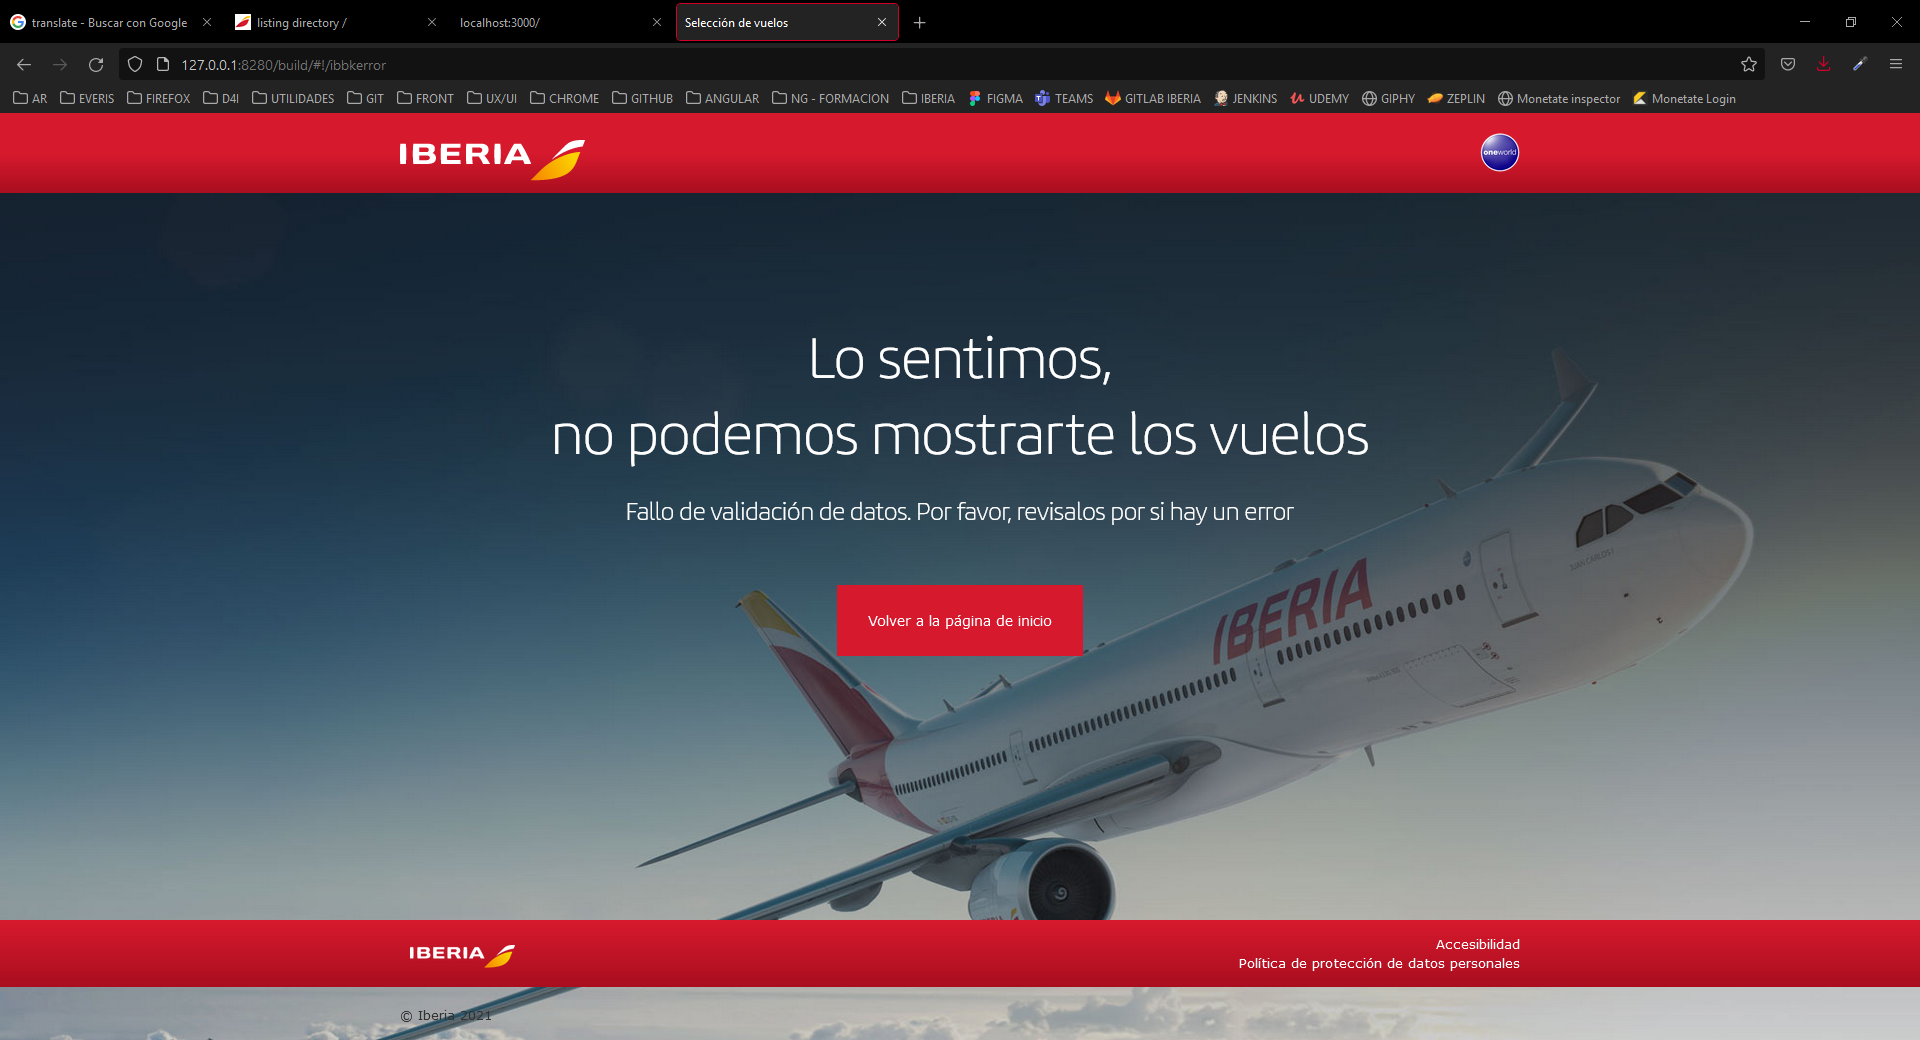 translate - Buscar con Google
listing directory /
localhost:3000/
Selección de vuelos
127.0.0.1:8280/build/#!/ibbkerror
AR EVERIS FIREFOX D4I UTILIDADES GIT FRONT UX/UI CHROME GITHUB ANGULAR NG - FORMACION IBERIA FIGMA TEAMS GITLAB IBERIA JENKINS UDEMY GIPHY ZEPLIN Monetate inspector Monetate Login
IBERIA
oneworld
Lo sentimos,
no podemos mostrarte los vuelos
Fallo de validación de datos. Por favor, revisalos por si hay un error
Volver a la página de inicio
IBERIA
JUAN CARLOS I
IBERIA
Accesibilidad
Política de protección de datos personales
© Iberia 2021